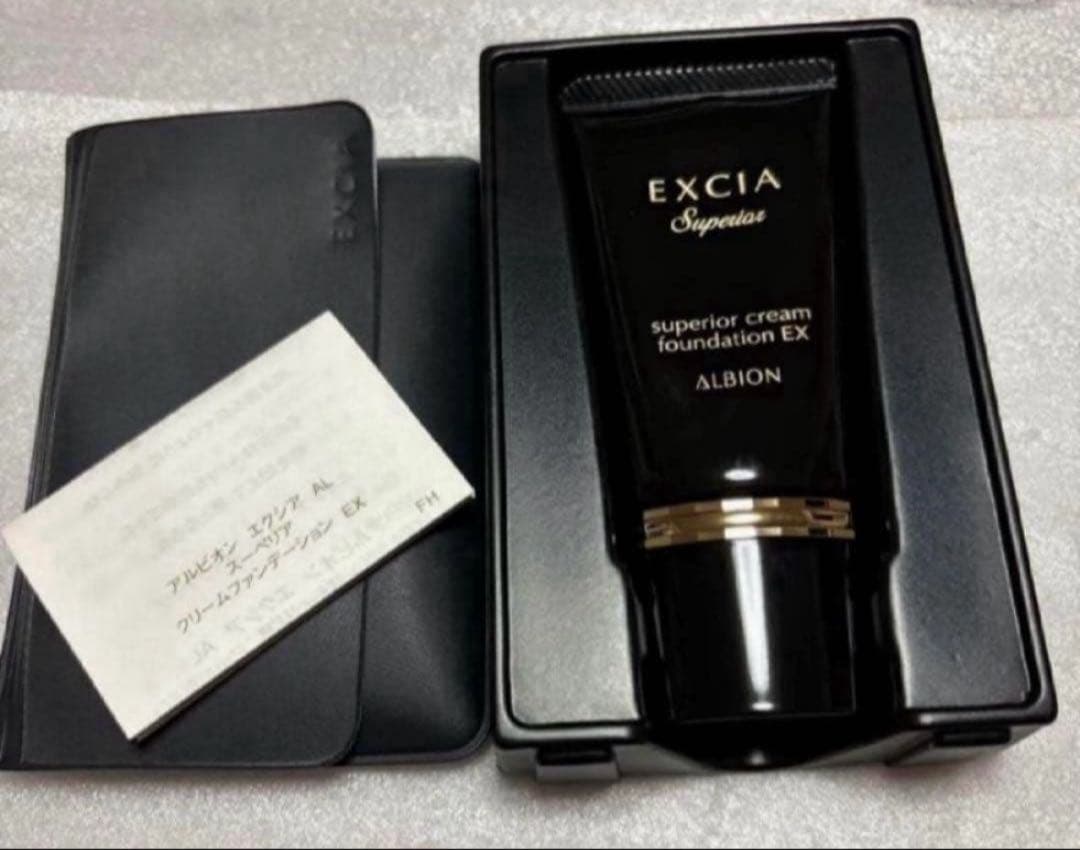 EXCIA
EXCIA
Superior
superior cream
foundation EX
ALBION
アルビオン エクシア AL
スーペリア
クリームファンデーション EX
FH